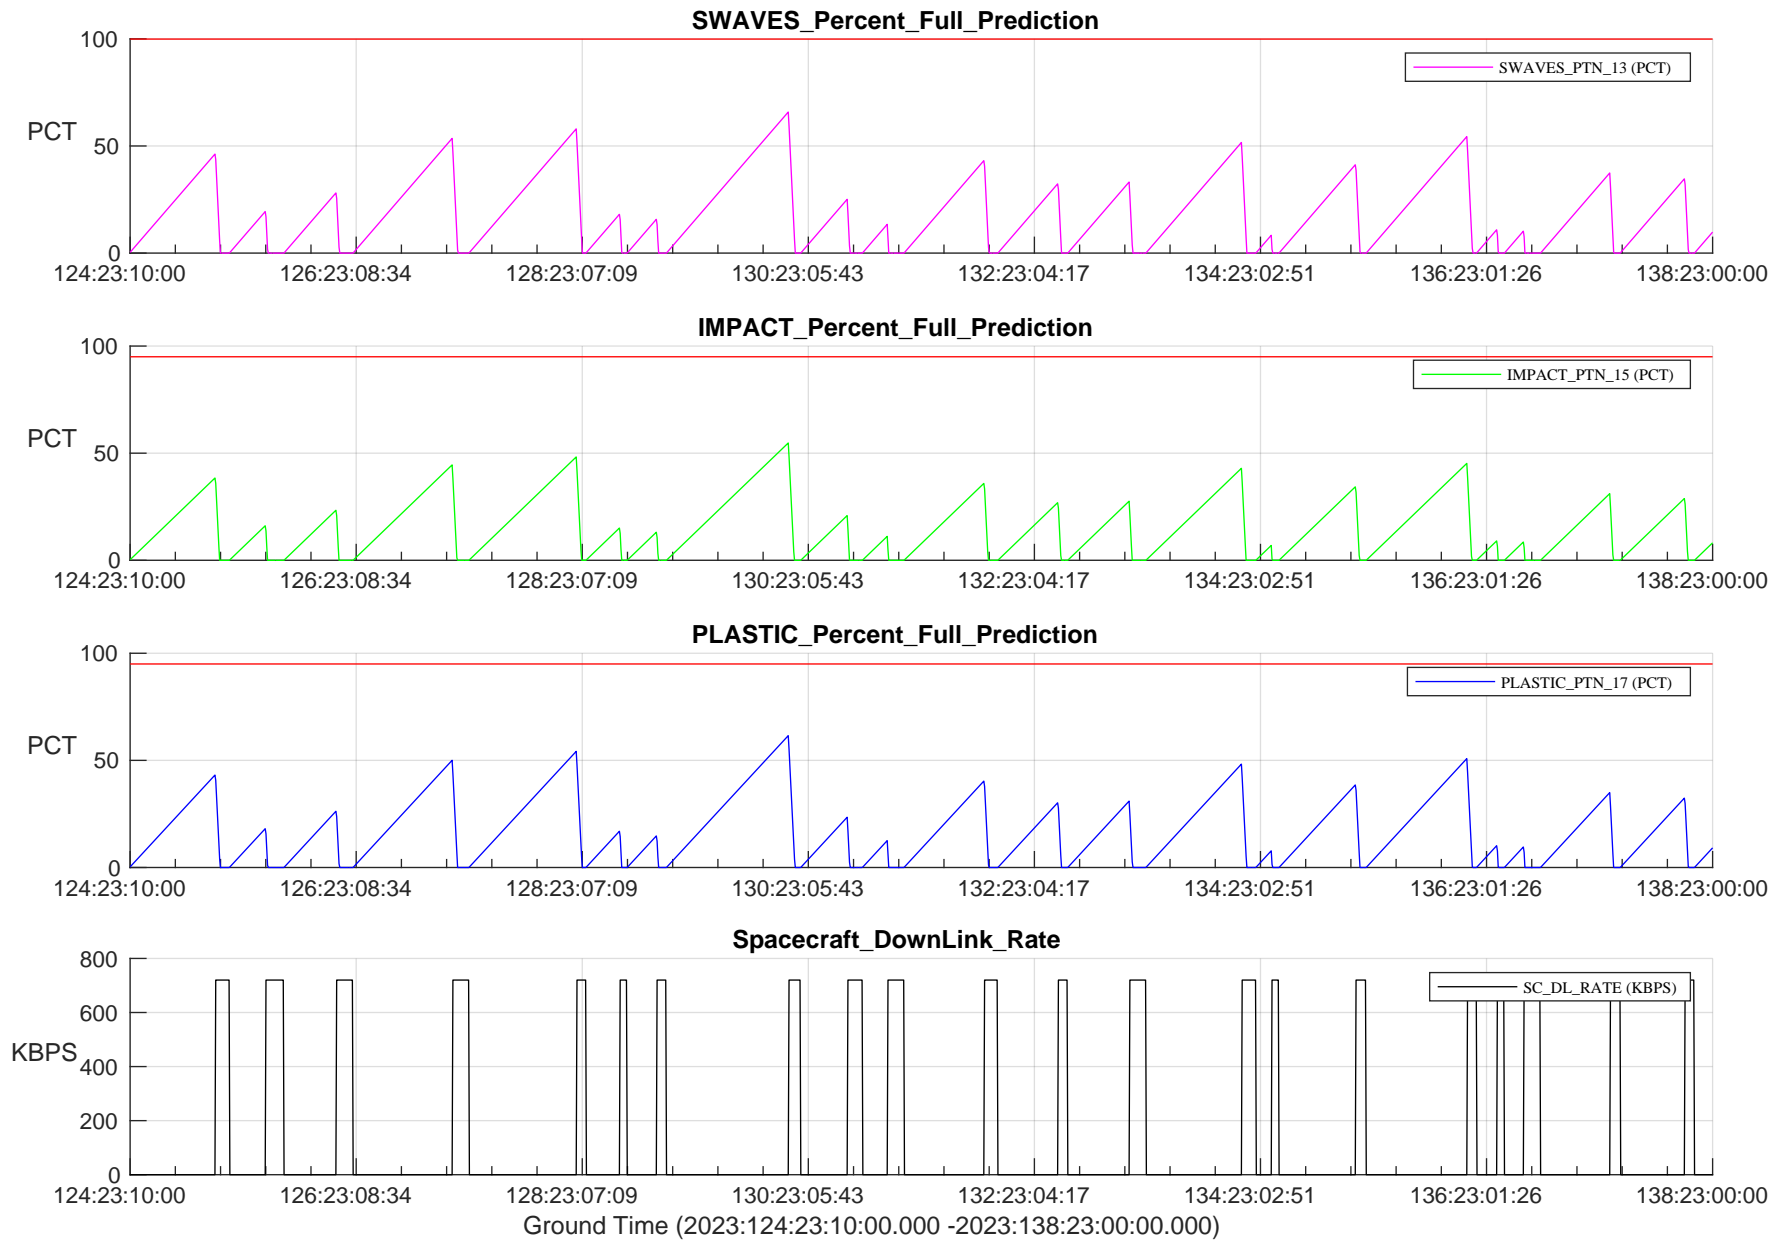 SWAVES_Percent_Full_Prediction
100
SWAVES_PTN_13 (PCT)
PCT
50
0
124:23:10:00 126:23:08:34 128:23:07:09 130:23:05:43 132:23:04:17 134:23:02:51 136:23:01:26 138:23:00:00
IMPACT_Percent_Full_Prediction
100
IMPACT_PTN_15 (PCT)
PCT
50
0
124:23:10:00 126:23:08:34 128:23:07:09 130:23:05:43 132:23:04:17 134:23:02:51 136:23:01:26 138:23:00:00
PLASTIC_Percent_Full_Prediction
100
PLASTIC_PTN_17 (PCT)
PCT
50
0
124:23:10:00 126:23:08:34 128:23:07:09 130:23:05:43 132:23:04:17 134:23:02:51 136:23:01:26 138:23:00:00
Spacecraft_DownLink_Rate
800
SC_DL_RATE (KBPS)
600
KBPS
400
200
0
124:23:10:00 126:23:08:34 128:23:07:09 130:23:05:43 132:23:04:17 134:23:02:51 136:23:01:26 138:23:00:00
Ground Time (2023:124:23:10:00.000 -2023:138:23:00:00.000)